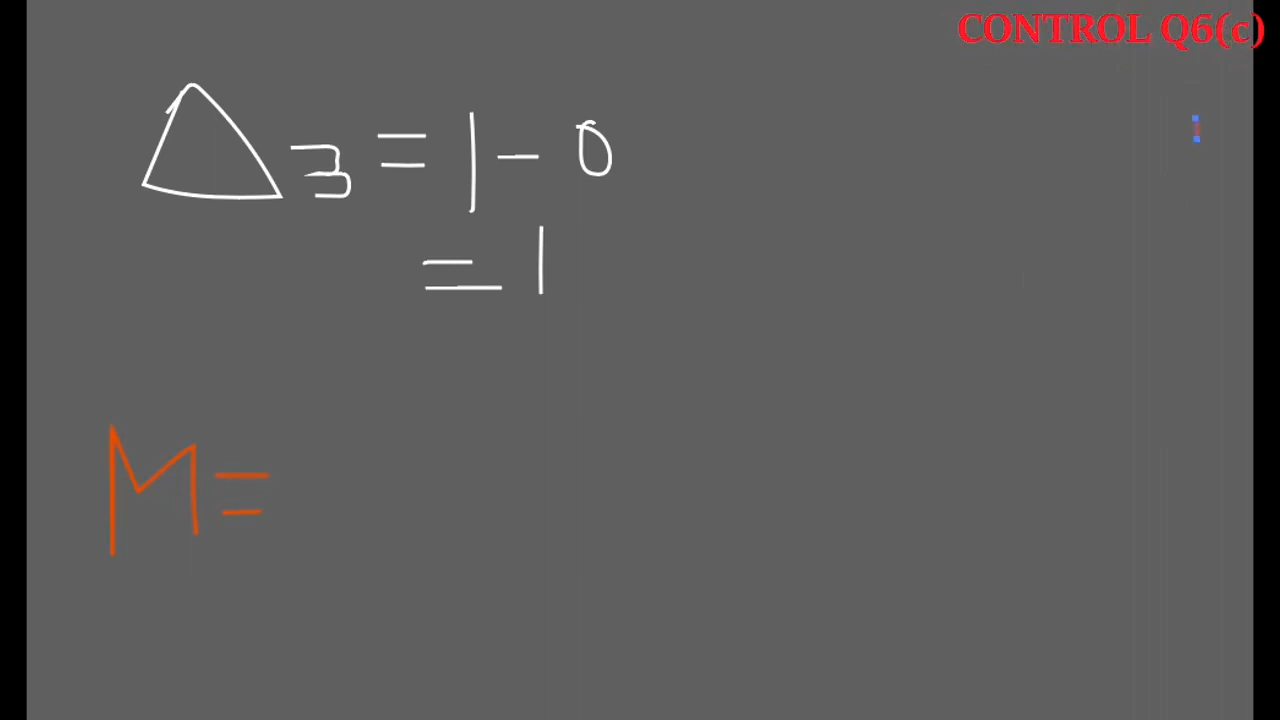 CONTROL Q6(c)
Δ3 = 1 - 0
= 1
M =